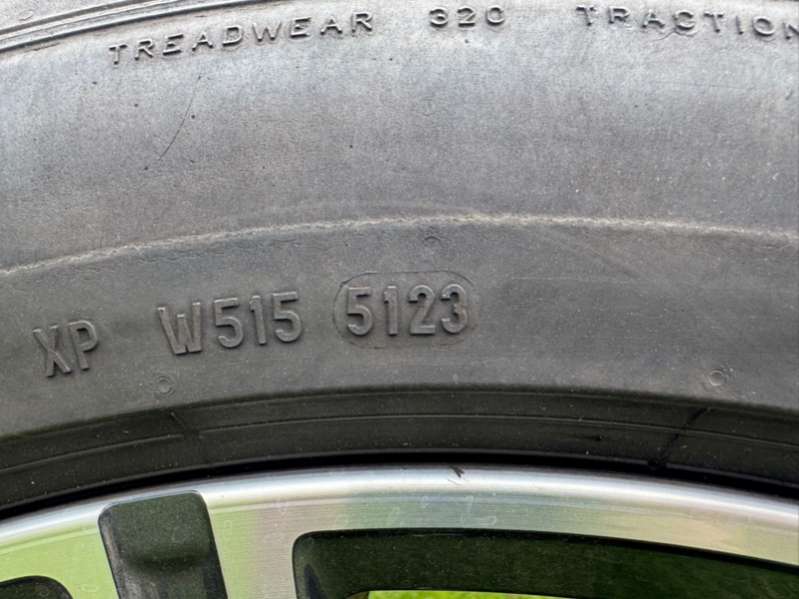 TREADWEAR 320 TRACTION
XP W515 5123